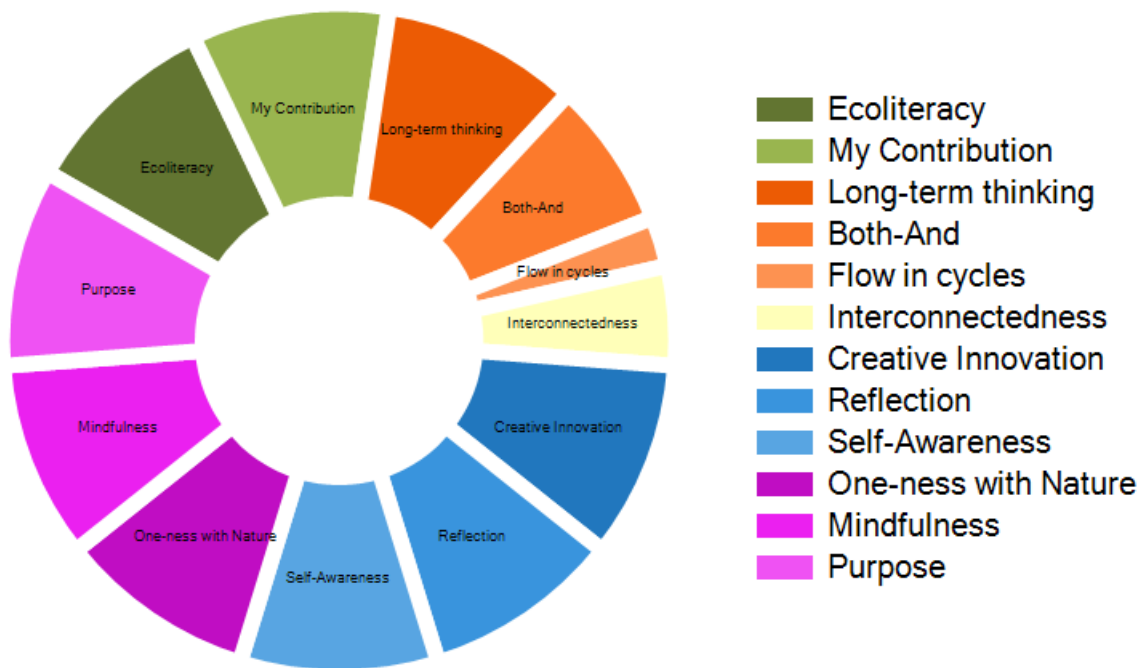 My Contribution
Long-term thinking
Ecoliteracy
Both-And
Flow in cycles
Purpose
Interconnectedness
Mindfulness
Creative Innovation
One-ness with Nature
Reflection
Self-Awareness
Ecoliteracy
My Contribution
Long-term thinking
Both-And
Flow in cycles
Interconnectedness
Creative Innovation
Reflection
Self-Awareness
One-ness with Nature
Mindfulness
Purpose